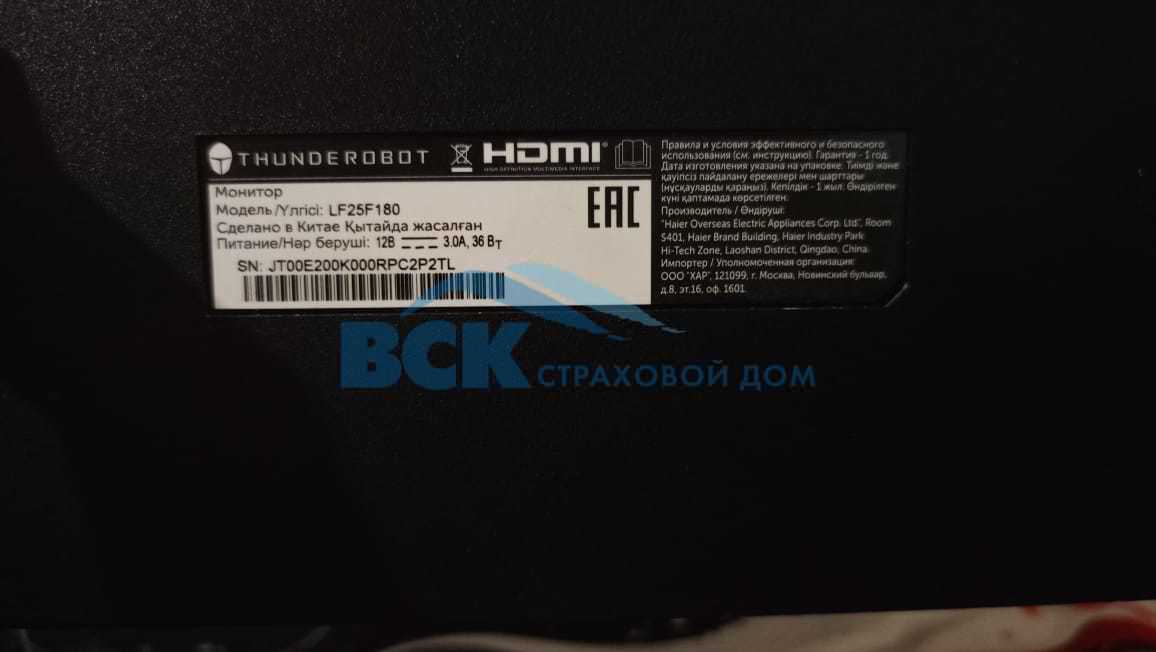 THUNDEROBOT
HDMI
HIGH DEFINITION MULTIMEDIA INTERFACE
Монитор
Модель/Үлгісі: LF25F180
Сделано в Китае Қытайда жасалған
Питание/Нәр беруші: 12В 3.0А, 36 Вт
SN: JT00E200K000RPC2P2TL
EAC
Правила и условия эффективного и безопасного
использования (см. инструкцию). Гарантия - 1 год.
Дата изготовления указана на упаковке. Тиімді және
қауіпсіз пайдалану ережелері мен шарттары
(нұсқауларды қараңыз). Кепілдік - 1 жыл. Өндірілген
күні қаптамада көрсетілген.
Производитель / Өндіруші:
"Haier Overseas Electric Appliances Corp. Ltd", Room
S401, Haier Brand Building, Haier Industry Park
Hi-Tech Zone, Laoshan District, Qingdao, China.
Импортер / Уполномоченная организация:
ООО "ХАР", 121099, г. Москва, Новинский бульвар,
д.8, эт.16, оф. 1601.
ВСК СТРАХОВОЙ ДОМ